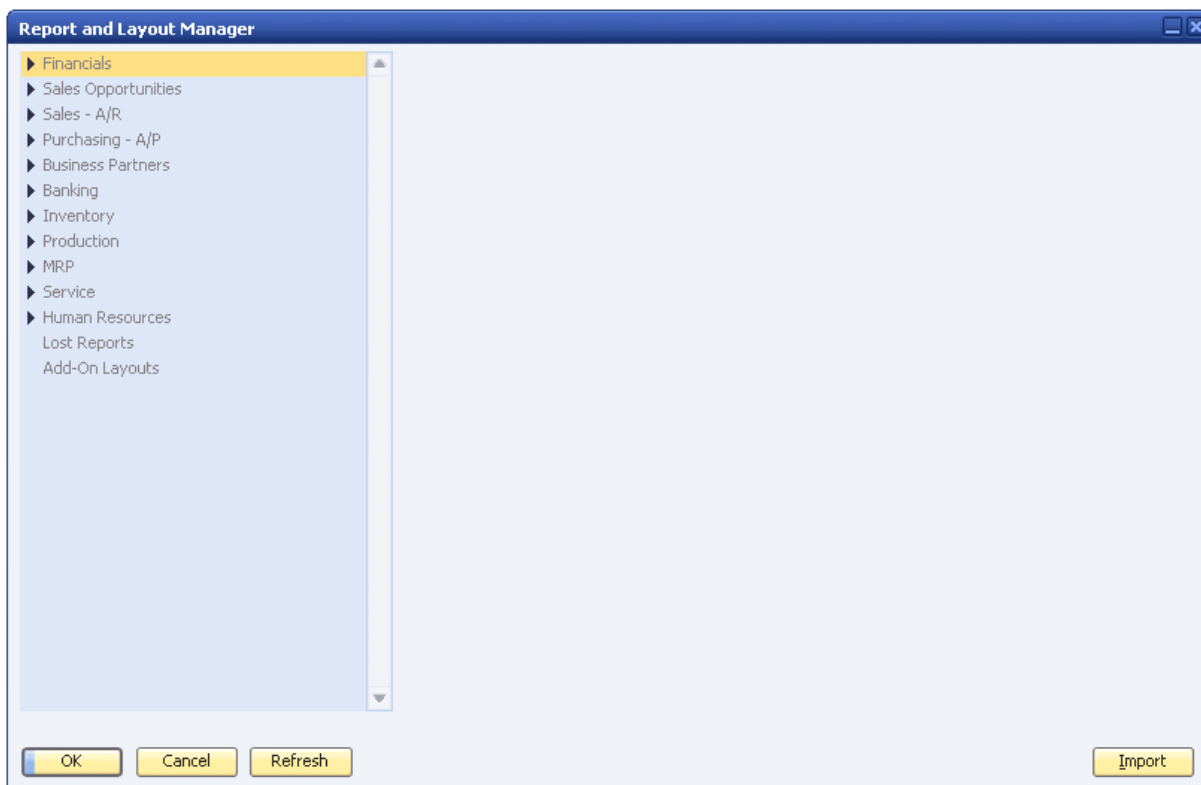 Report and Layout Manager
Financials
Sales Opportunities
Sales - A/R
Purchasing - A/P
Business Partners
Banking
Inventory
Production
MRP
Service
Human Resources
Lost Reports
Add-On Layouts
OK Cancel Refresh Import